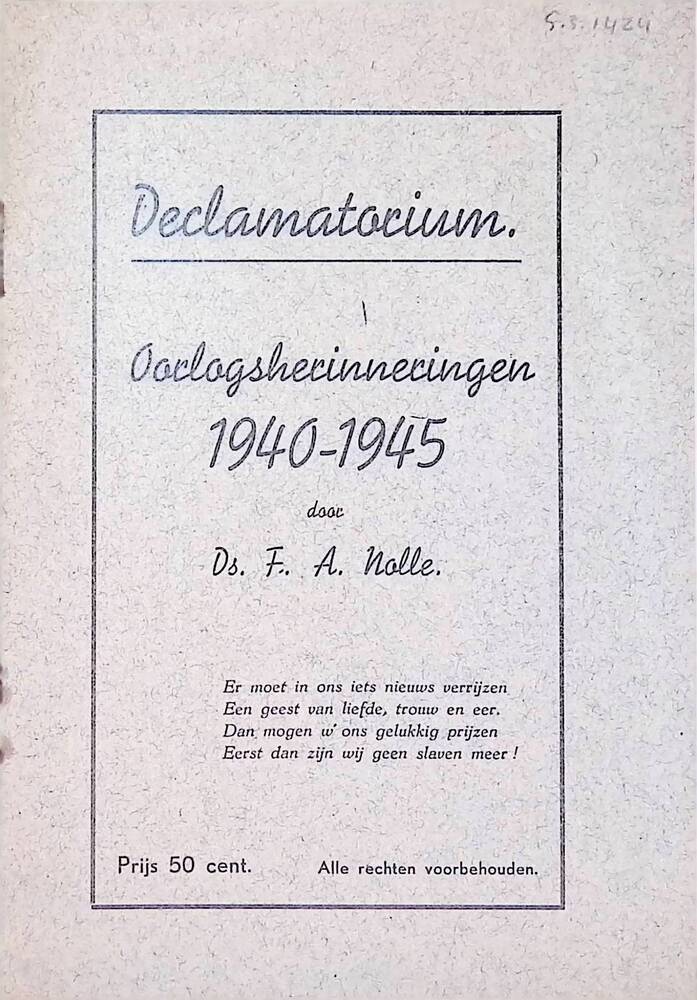 S.3.1424
Declamatorium.
Oorlogsherinneringen
1940-1945
door
Ds. F. A. Nolle.
Er moet in ons iets nieuws verrijzen
Een geest van liefde, trouw en eer.
Dan mogen w' ons gelukkig prijzen
Eerst dan zijn wij geen slaven meer !
Prijs 50 cent. Alle rechten voorbehouden.